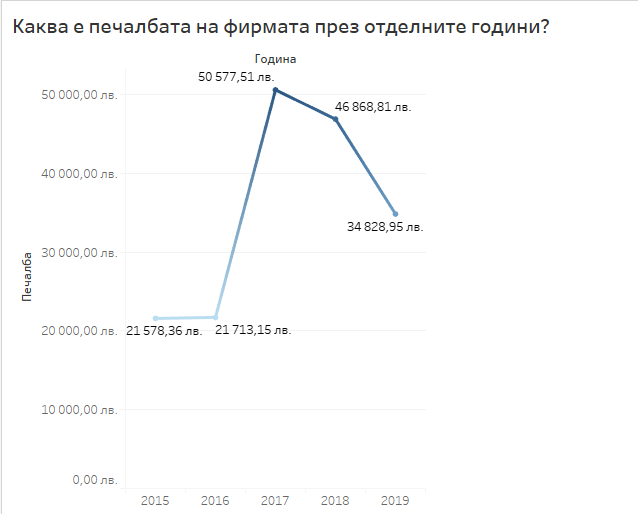 Каква е печалбата на фирмата през отделните години?
Година
50 577,51 лв.
50 000,00 лв.
46 868,81 лв.
40 000,00 лв.
34 828,95 лв.
30 000,00 лв.
Печалба
21 578,36 лв.
21 713,15 лв.
20 000,00 лв.
10 000,00 лв.
0,00 лв.
2015 2016 2017 2018 2019